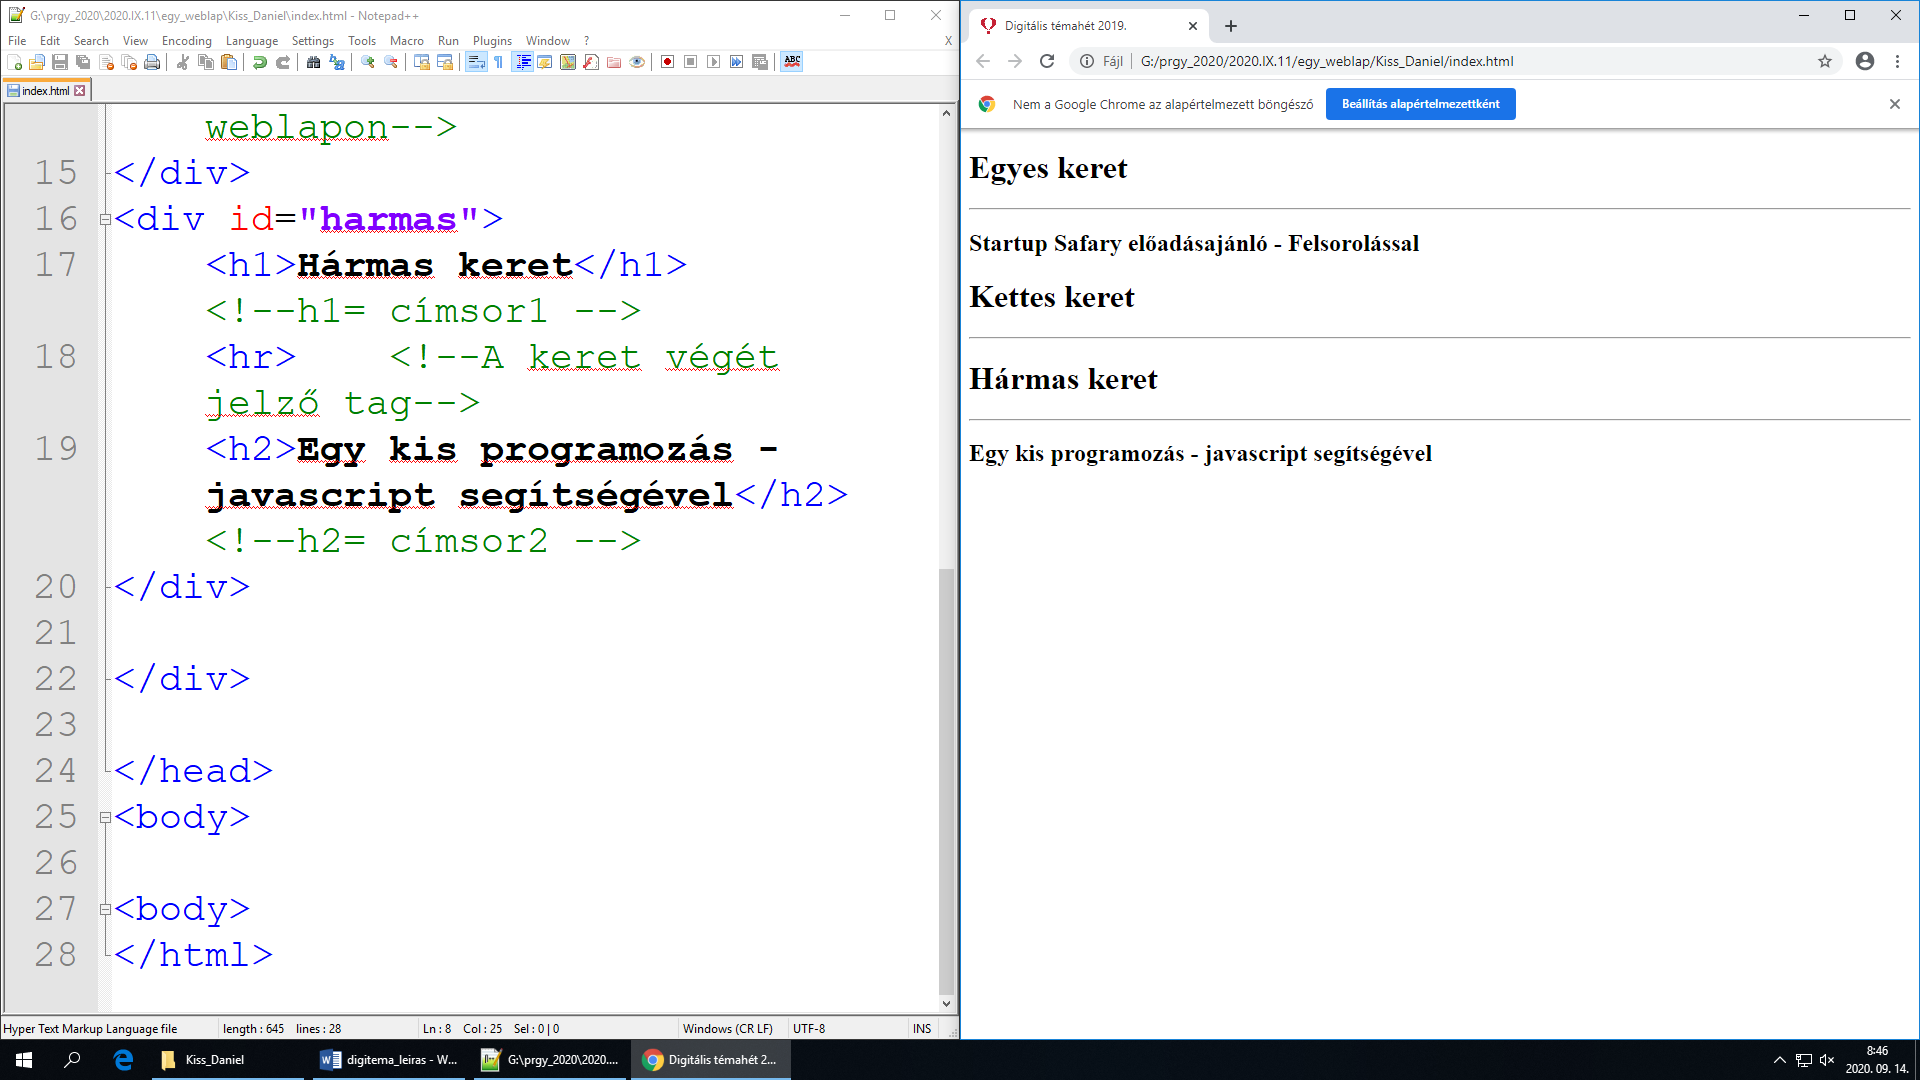 G:\prgy_2020\2020.IX.11\egy_weblap\Kiss_Daniel\index.html - Notepad++
File Edit Search View Encoding Language Settings Tools Macro Run Plugins Window ? X
ABC
index.html
weblapon-->
15 </div>
16 <div id="harmas">
17 <h1>Hármas keret</h1>
<!--h1= címsor1 -->
18 <hr> <!--A keret végét
jelző tag-->
19 <h2>Egy kis programozás -
javascript segítségével</h2>
<!--h2= címsor2 -->
20 </div>
21
22 </div>
23
24 </head>
25 <body>
26
27 <body>
28 </html>
Hyper Text Markup Language file length : 645 lines : 28 Ln : 8 Col : 25 Sel : 0 | 0 Windows (CR LF) UTF-8 INS
Digitális témahét 2019.
Fájl G:/prgy_2020/2020.IX.11/egy_weblap/Kiss_Daniel/index.html
Nem a Google Chrome az alapértelmezett böngésző Beállítás alapértelmezettként
Egyes keret
Startup Safary előadásajánló - Felsorolással
Kettes keret
Hármas keret
Egy kis programozás - javascript segítségével
Kiss_Daniel
digitema_leiras - W...
G:\prgy_2020\2020....
Digitális témahét 2...
8:46
2020. 09. 14.